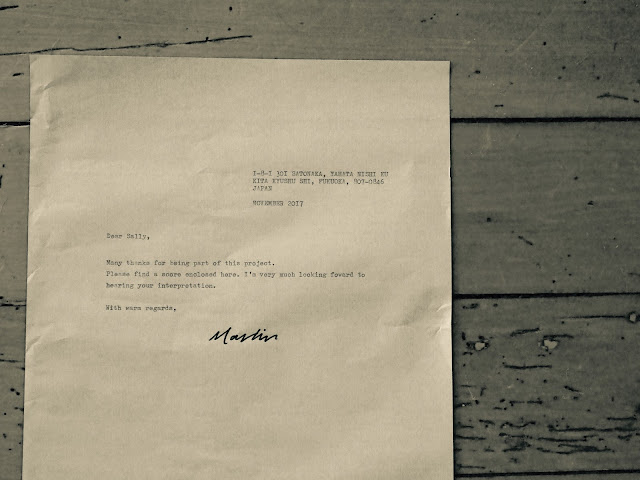 1-8-1 301 SATONAKA, YAHATA NISHI KU
KITA KYUSHU SHI, FUKUOKA, 807-0846
JAPAN
NOVEMBER 2017
Dear Sally,
Many thanks for being part of this project.
Please find a score enclosed here. I'm very much looking foward to
hearing your interpretation.
With warm regards,
Martin